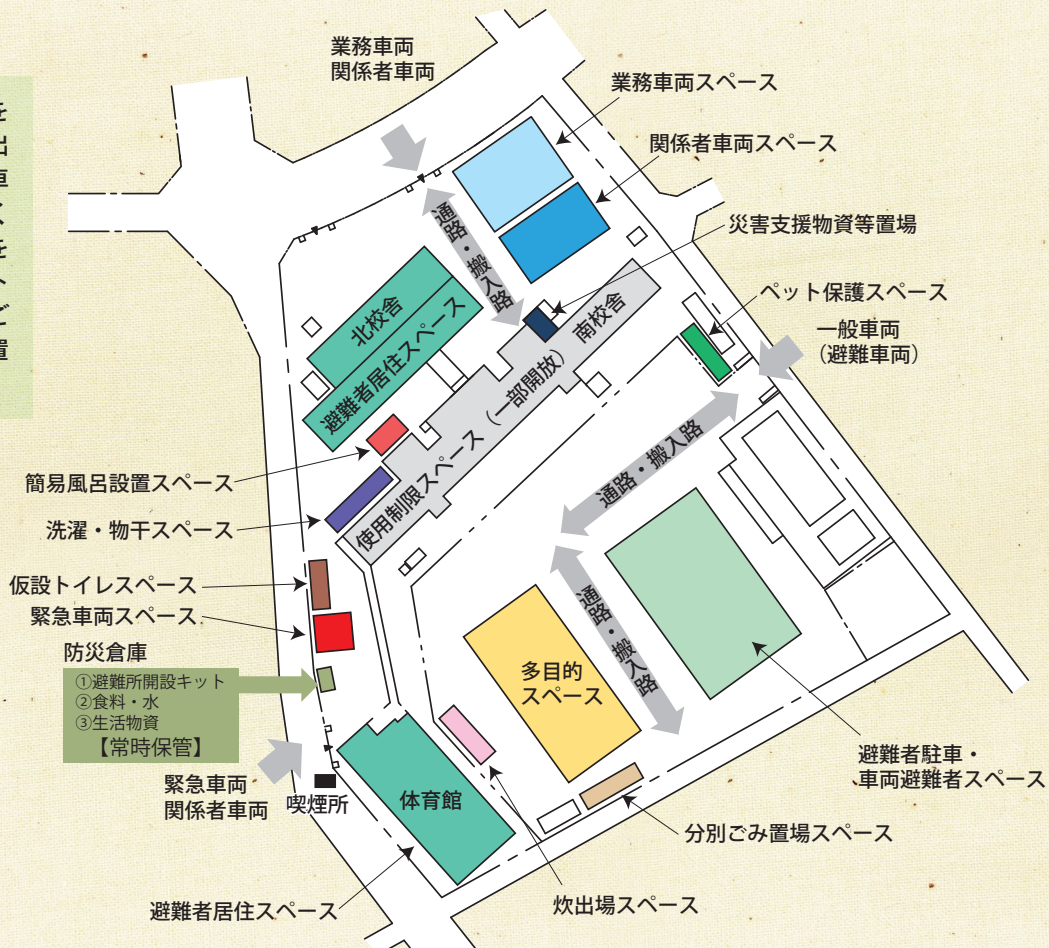 を
出
車
く
を
ト
ど
置
業務車両
関係者車両
業務車両スペース
関係者車両スペース
災害支援物資等置場
ペット保護スペース
一般車両
(避難車両)
通路・搬入路
北校舎
避難者居住スペース
南校舎
使用制限スペース(一部開放)
簡易風呂設置スペース
洗濯・物干スペース
通路・搬入路
仮設トイレスペース
緊急車両スペース
防災倉庫
①避難所開設キット
②食料・水
③生活物資
【常時保管】
通路・搬入路
多目的
スペース
緊急車両
関係者車両
喫煙所
体育館
避難者駐車・
車両避難者スペース
分別ごみ置場スペース
炊出場スペース
避難者居住スペース